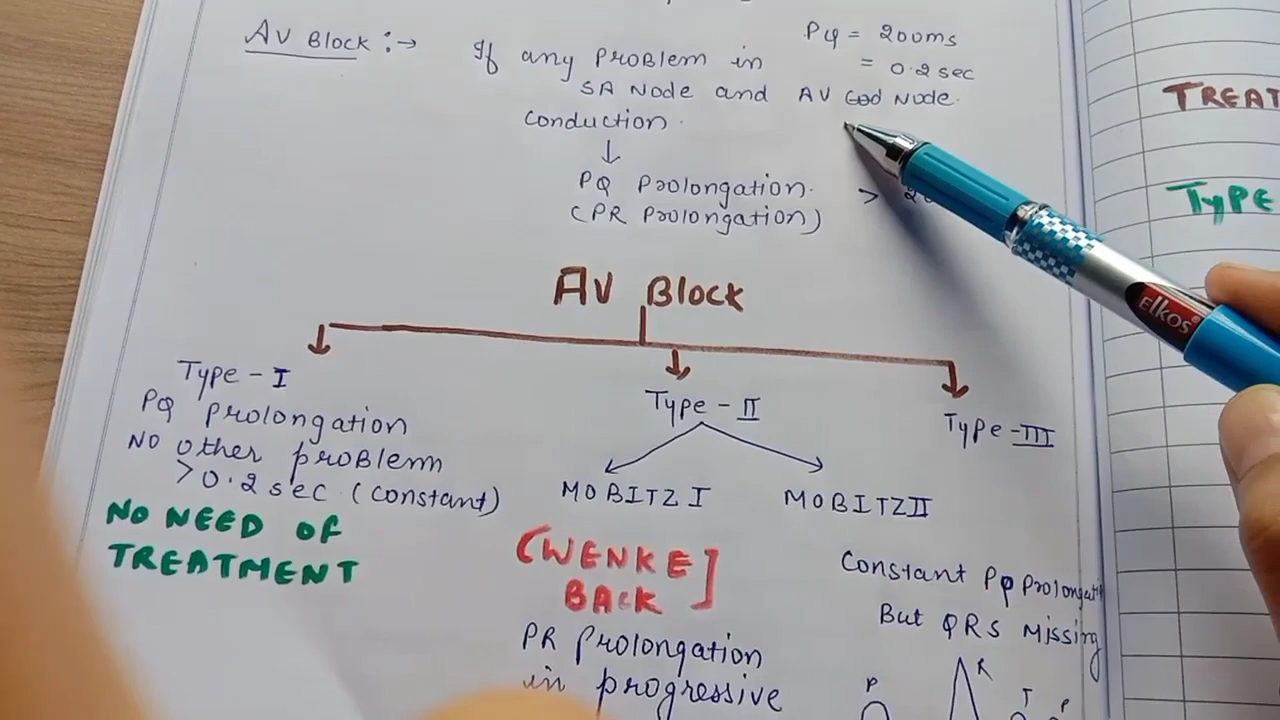 AV Block :→
If any Problem in
SA Node and AV Node.
Conduction.
PQ = 200ms
= 0.2 sec
↓
PQ Prolongation.
(PR Prolongation)
>
AV Block
Type - I
PQ Prolongation
No other problem
>0.2 sec. (Constant)
NO NEED OF
TREATMENT
Type - II
MOBITZ I
MOBITZ II
(WENKE
BACK]
PR Prolongation
in progressive
Type - III
Constant PQ Prolongati
But QRS Missing
P
R
T
P
TREAT
TYPE
Elkos